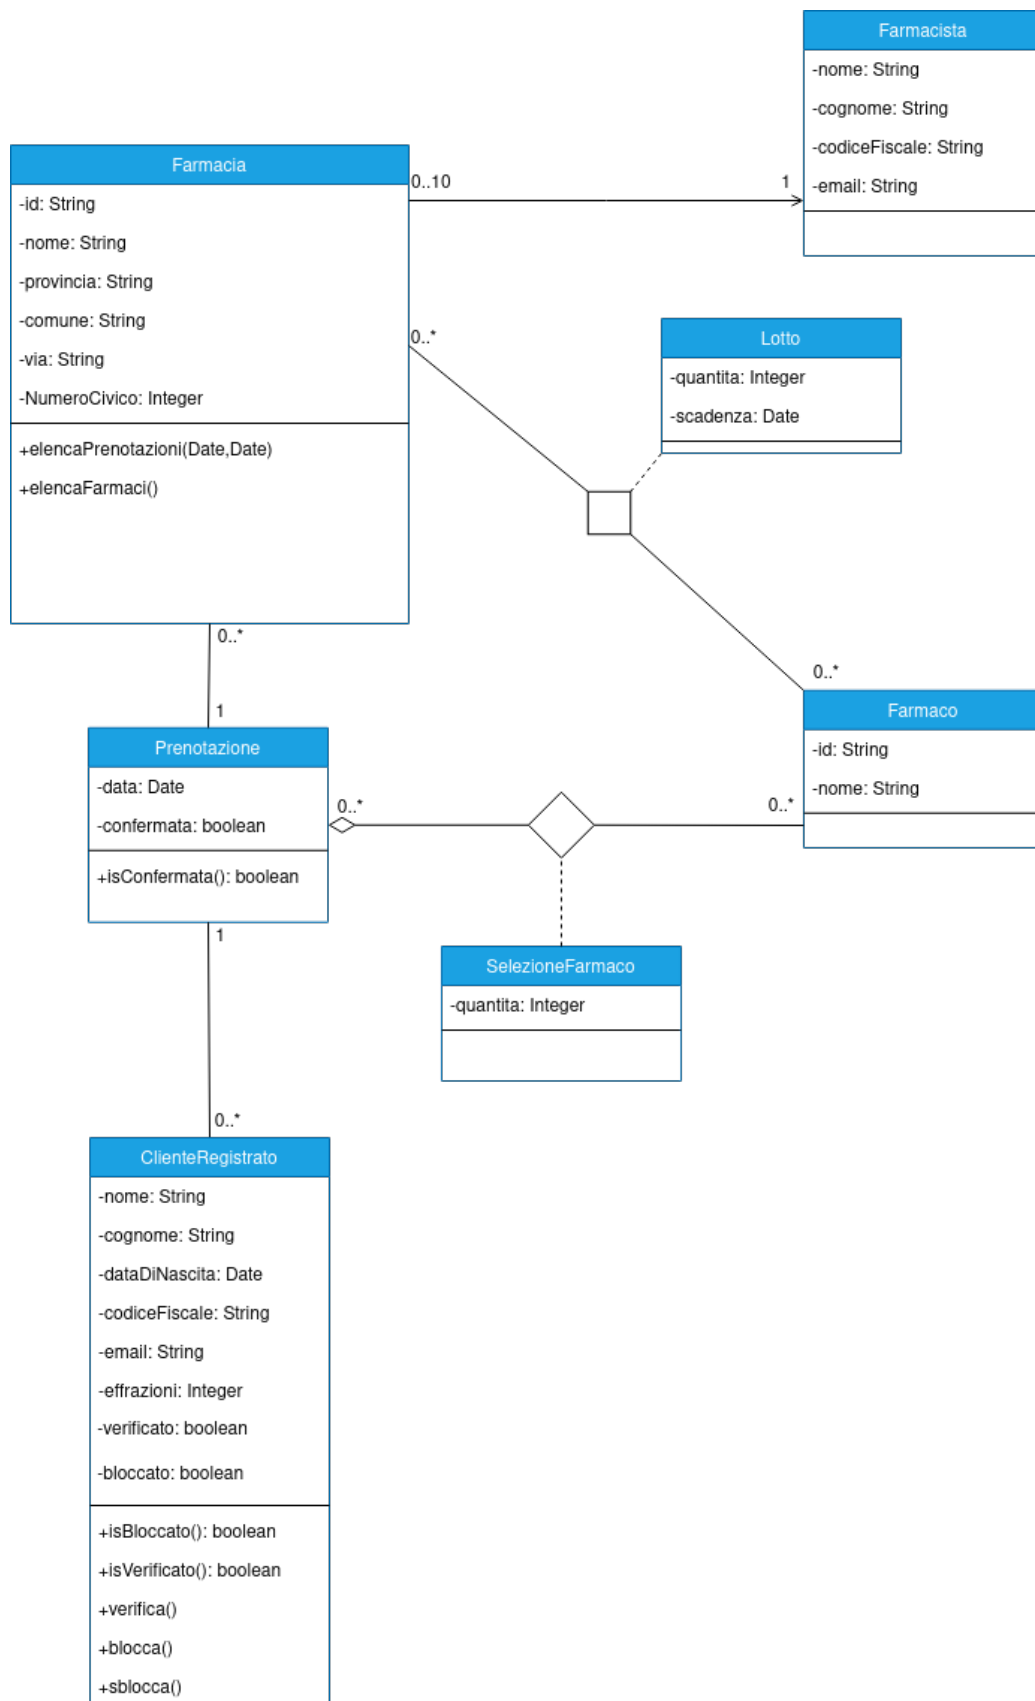 Farmacista
-nome: String
-cognome: String
-codiceFiscale: String
-email: String
Farmacia
-id: String
-nome: String
-provincia: String
-comune: String
-via: String
-NumeroCivico: Integer
+elencaPrenotazioni(Date,Date)
+elencaFarmaci()
0..10
1
0..*
Lotto
-quantita: Integer
-scadenza: Date
0..*
0..*
1
Farmaco
-id: String
-nome: String
Prenotazione
-data: Date
-confermata: boolean
+isConfermata(): boolean
0..*
0..*
SelezioneFarmaco
-quantita: Integer
1
0..*
ClienteRegistrato
-nome: String
-cognome: String
-dataDiNascita: Date
-codiceFiscale: String
-email: String
-effrazioni: Integer
-verificato: boolean
-bloccato: boolean
+isBloccato(): boolean
+isVerificato(): boolean
+verifica()
+blocca()
+sblocca()